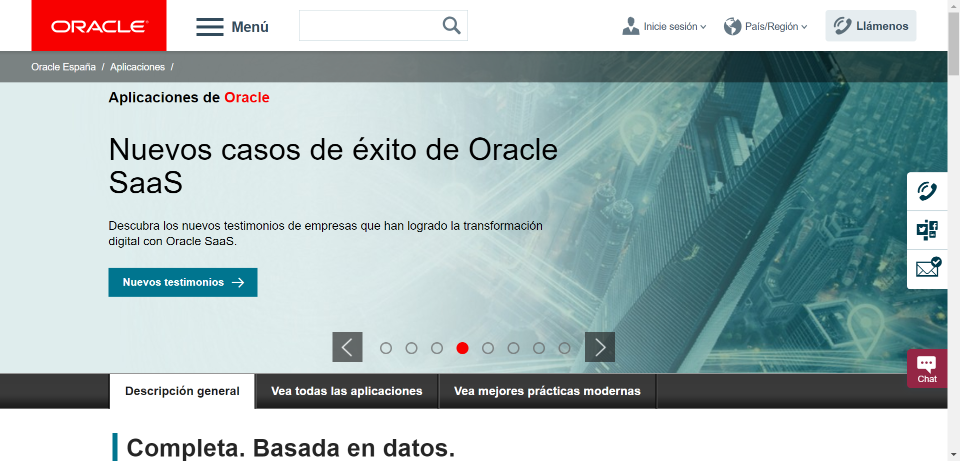 ORACLE
Menú
Inicie sesión
País/Región
Llámenos
Oracle España / Aplicaciones /
Aplicaciones de Oracle
Nuevos casos de éxito de Oracle
SaaS
Descubra los nuevos testimonios de empresas que han logrado la transformación
digital con Oracle SaaS.
Nuevos testimonios
Chat
Descripción general
Vea todas las aplicaciones
Vea mejores prácticas modernas
Completa. Basada en datos.